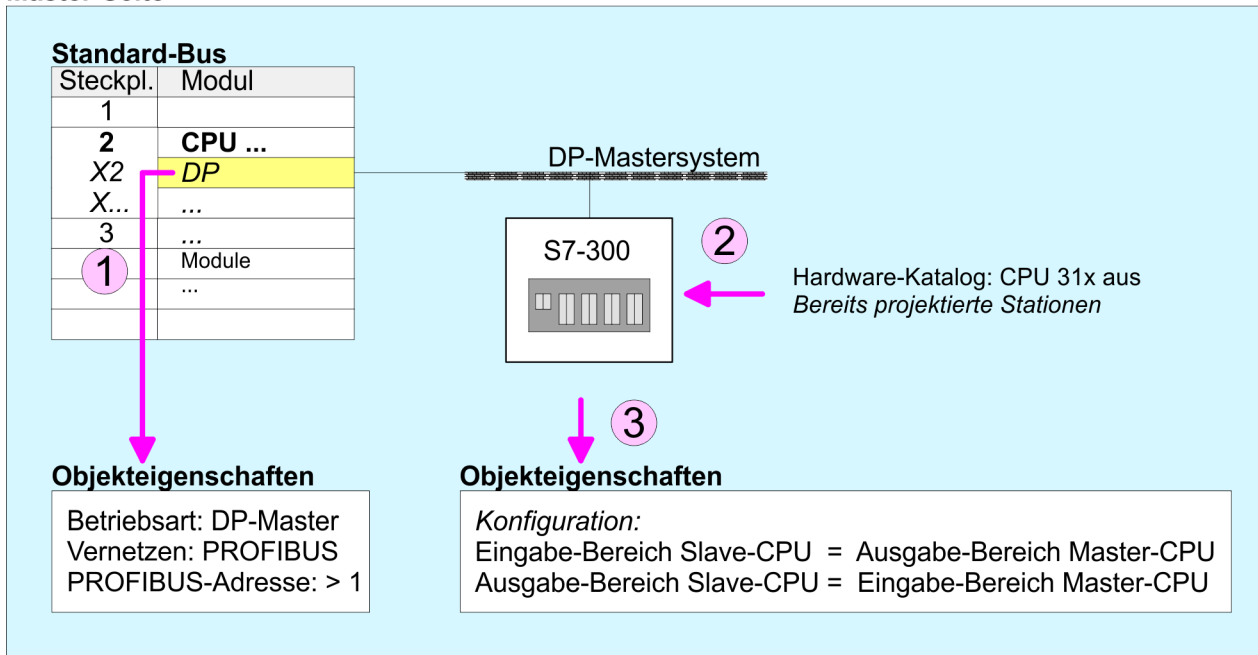 Standard-Bus
Steckpl. Modul
1
2 CPU ...
X2 DP
X... ...
3 ...
Module
...
1
DP-Mastersystem
S7-300
2
Hardware-Katalog: CPU 31x aus
Bereits projektierte Stationen
3
Objekteigenschaften
Betriebsart: DP-Master
Vernetzen: PROFIBUS
PROFIBUS-Adresse: > 1
Objekteigenschaften
Konfiguration:
Eingabe-Bereich Slave-CPU = Ausgabe-Bereich Master-CPU
Ausgabe-Bereich Slave-CPU = Eingabe-Bereich Master-CPU